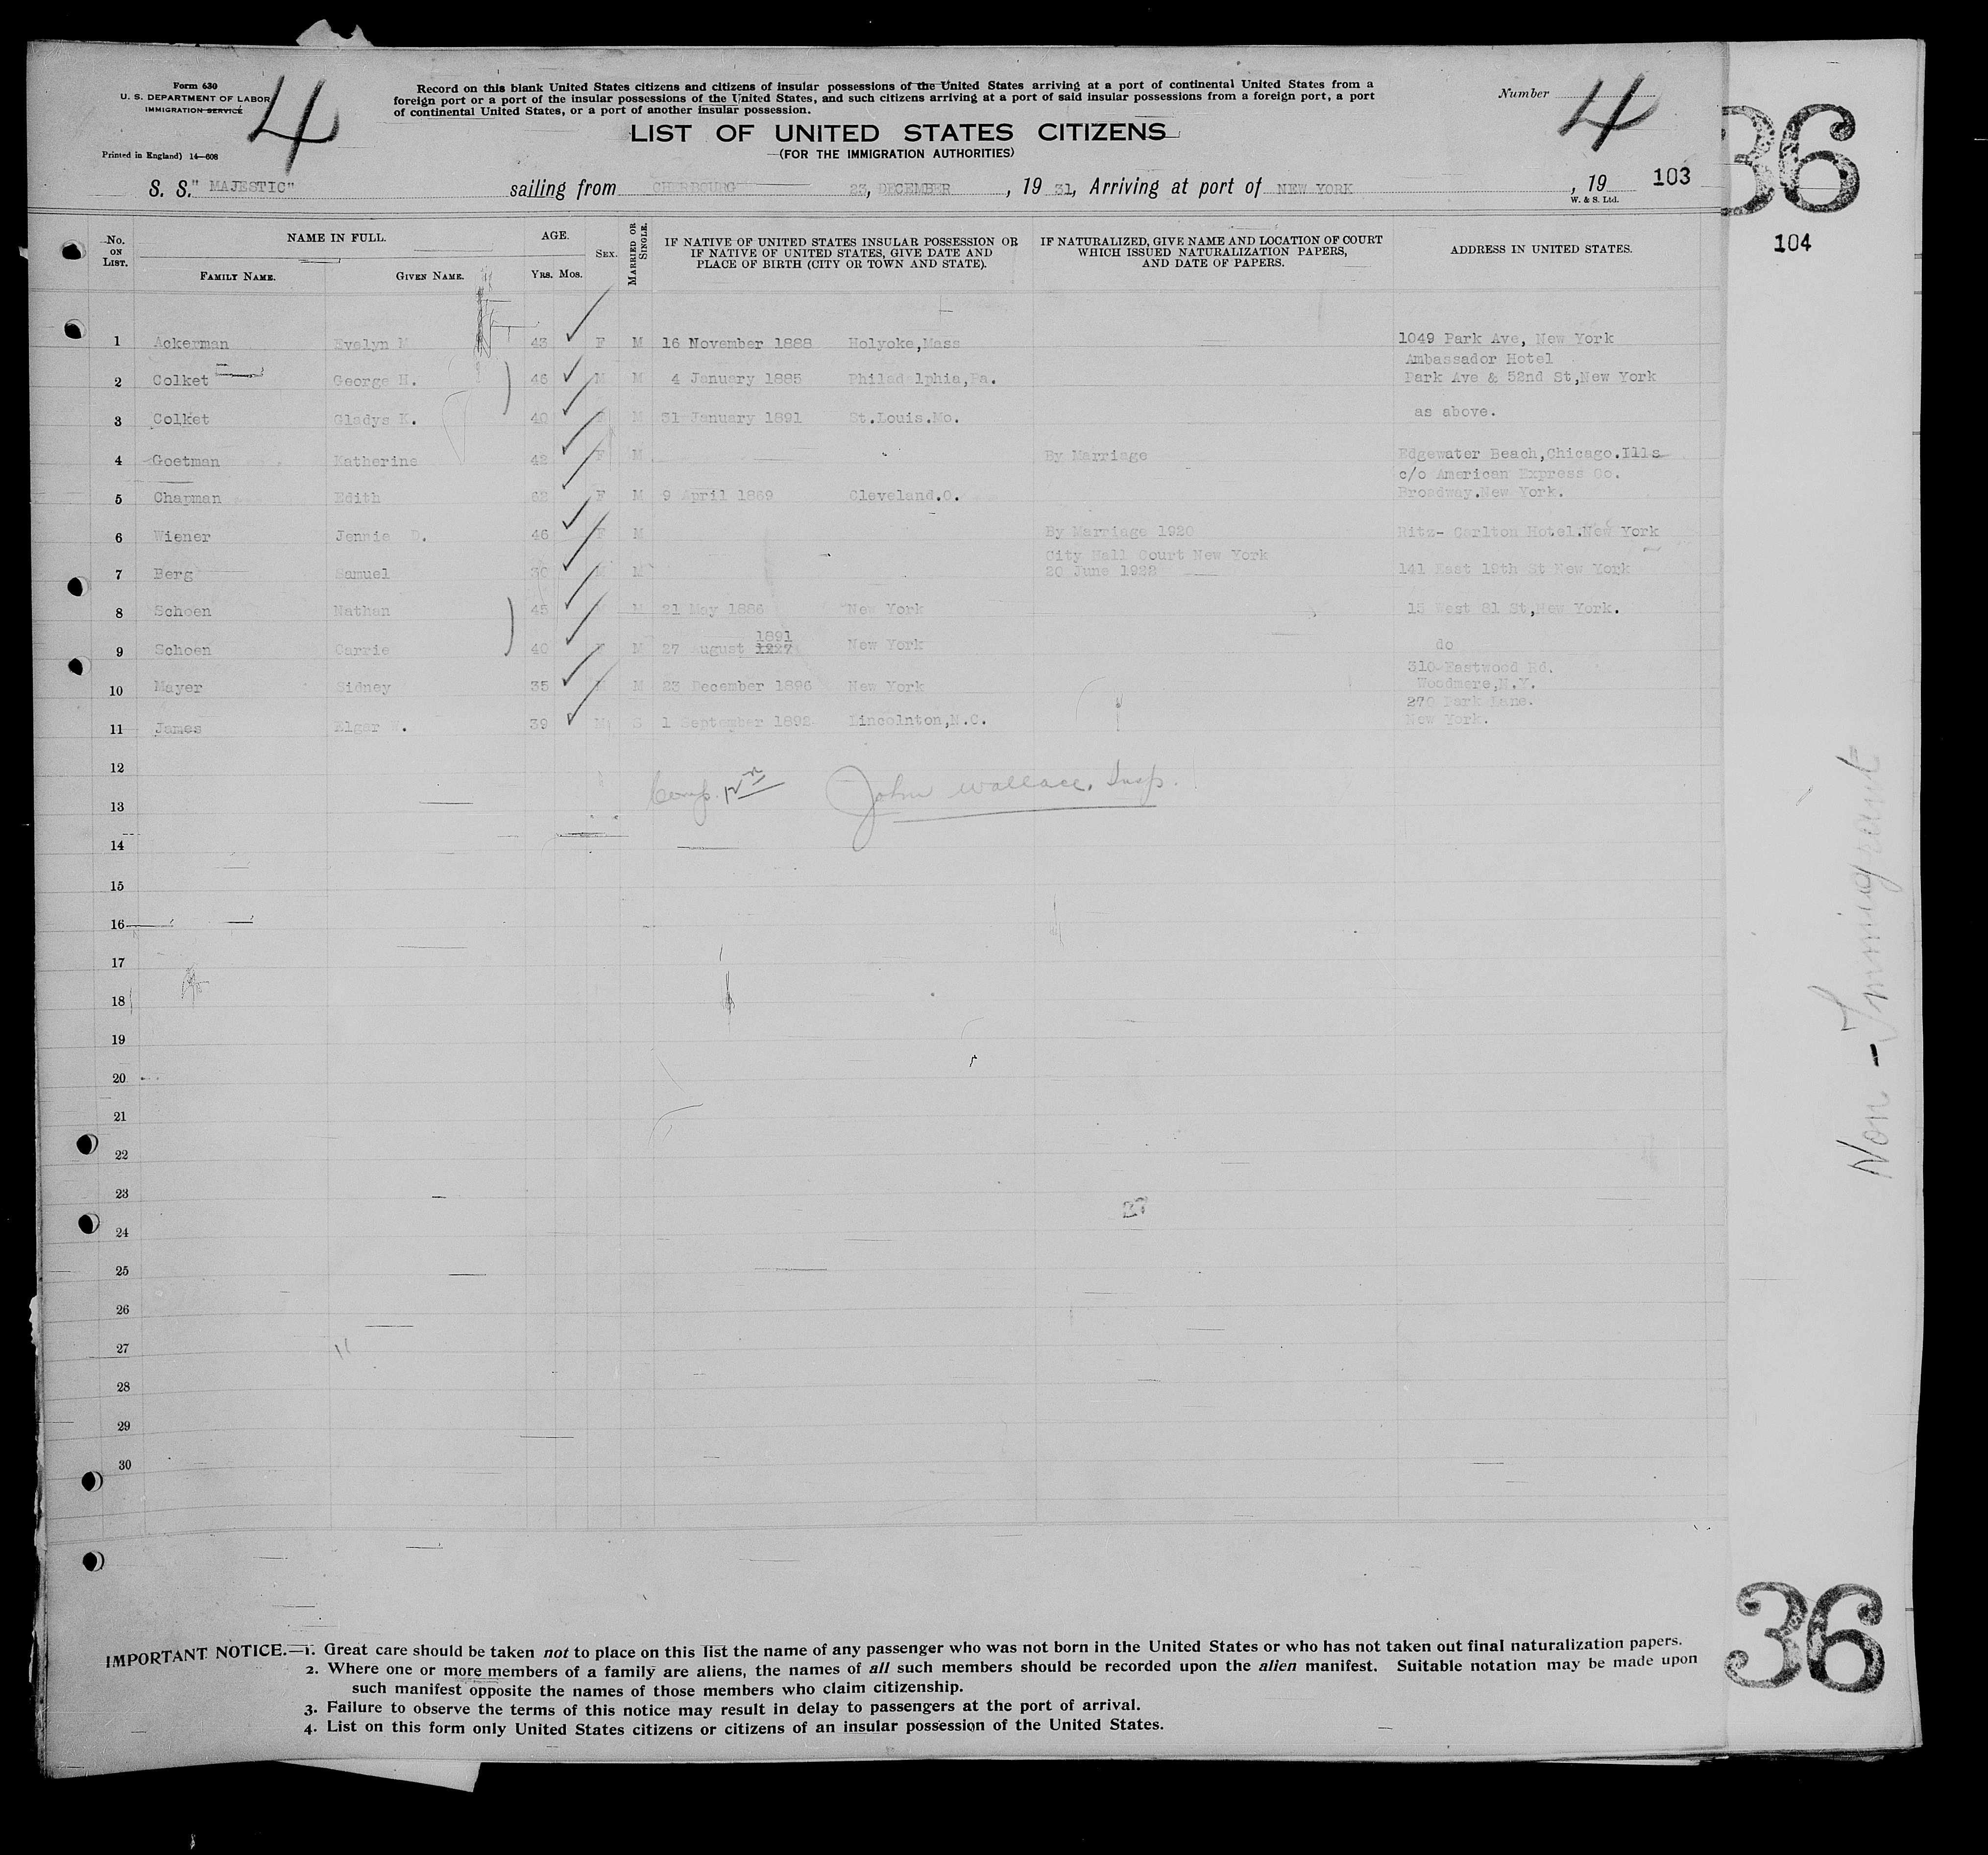 Form 630
U. S. DEPARTMENT OF LABOR
IMMIGRATION SERVICE
4
Record on this blank United States citizens and citizens of insular possessions of the United States arriving at a port of continental United States from a
foreign port or a port of the insular possessions of the United States, and such citizens arriving at a port of said insular possessions from a foreign port, a port
of continental United States, or a port of another insular possession.
Number 4
36
LIST OF UNITED STATES CITIZENS
(FOR THE IMMIGRATION AUTHORITIES)
Printed in England) 14—608
S. S. "MAJESTIC" sailing from CHERBOURG 23, DECEMBER, 19 31, Arriving at port of NEW YORK, 19 103
W. & S. Ltd.
104
No. ON LIST. NAME IN FULL. FAMILY NAME. GIVEN NAME. AGE. YRS. MOS. SEX. MARRIED OR SINGLE. IF NATIVE OF UNITED STATES INSULAR POSSESSION OR IF NATIVE OF UNITED STATES, GIVE DATE AND PLACE OF BIRTH (CITY OR TOWN AND STATE). IF NATURALIZED, GIVE NAME AND LOCATION OF COURT WHICH ISSUED NATURALIZATION PAPERS, AND DATE OF PAPERS. ADDRESS IN UNITED STATES.
1 Ackerman Evelyn M 43 F M 16 November 1888 Holyoke,Mass 1049 Park Ave, New York
Ambassador Hotel
2 Colket George H. 46 M M 4 January 1885 Philadelphia,Pa. Park Ave & 52nd St,New York
3 Colket Gladys K. 40 M 31 January 1891 St.Louis.Mo. as above.
4 Goetman Katherine 42 F M By Marriage Edgewater Beach,Chicago.Ills
c/o American Express Co.
5 Chapman Edith 62 F M 9 April 1869 Cleveland.O. Broadway.New York.
6 Wiener Jennie D. 46 F M By Marriage 1920 Ritz- Carlton Hotel.New York
City Hall Court New York
7 Berg Samuel 30 M M 20 June 1922 141 East 19th St New York
8 Schoen Nathan 45 M M 21 May 1886 New York 15 West 81 St,New York.
1891
9 Schoen Carrie 40 F M 27 August 1227 New York do
310 Eastwood Rd.
10 Mayer Sidney 35 M 23 December 1896 New York Woodmere,N.Y.
270 Park Lane.
11 James Elgar W. 39 M S 1 September 1892 Lincolnton,N.C. New York.
12
Comp. John Wallace. Insp.
13
14
15
16
17
18
19
20
21
22
23
27
24
25
26
27
28
29
30
Non-Immigrant
36
IMPORTANT NOTICE.—1. Great care should be taken not to place on this list the name of any passenger who was not born in the United States or who has not taken out final naturalization papers.
2. Where one or more members of a family are aliens, the names of all such members should be recorded upon the alien manifest. Suitable notation may be made upon
such manifest opposite the names of those members who claim citizenship.
3. Failure to observe the terms of this notice may result in delay to passengers at the port of arrival.
4. List on this form only United States citizens or citizens of an insular possession of the United States.